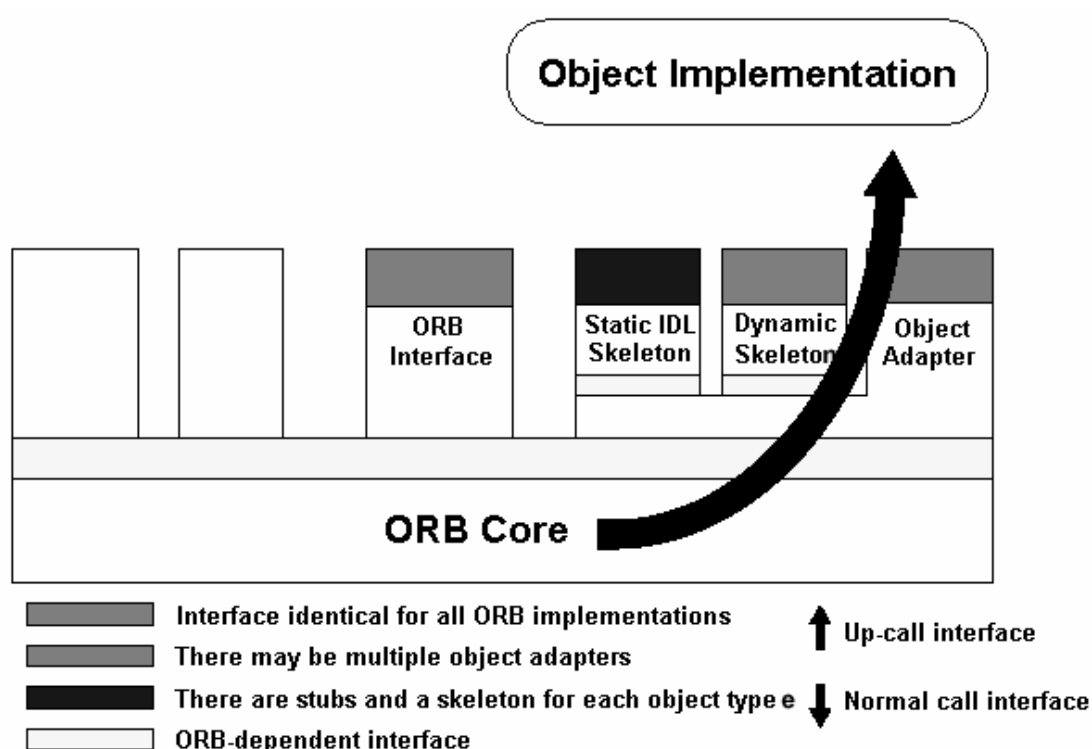 Object Implementation
ORB
Interface
Static IDL
Skeleton
Dynamic
Skeleton
Object
Adapter
ORB Core
Interface identical for all ORB implementations
There may be multiple object adapters
There are stubs and a skeleton for each object type e
ORB-dependent interface
Up-call interface
Normal call interface